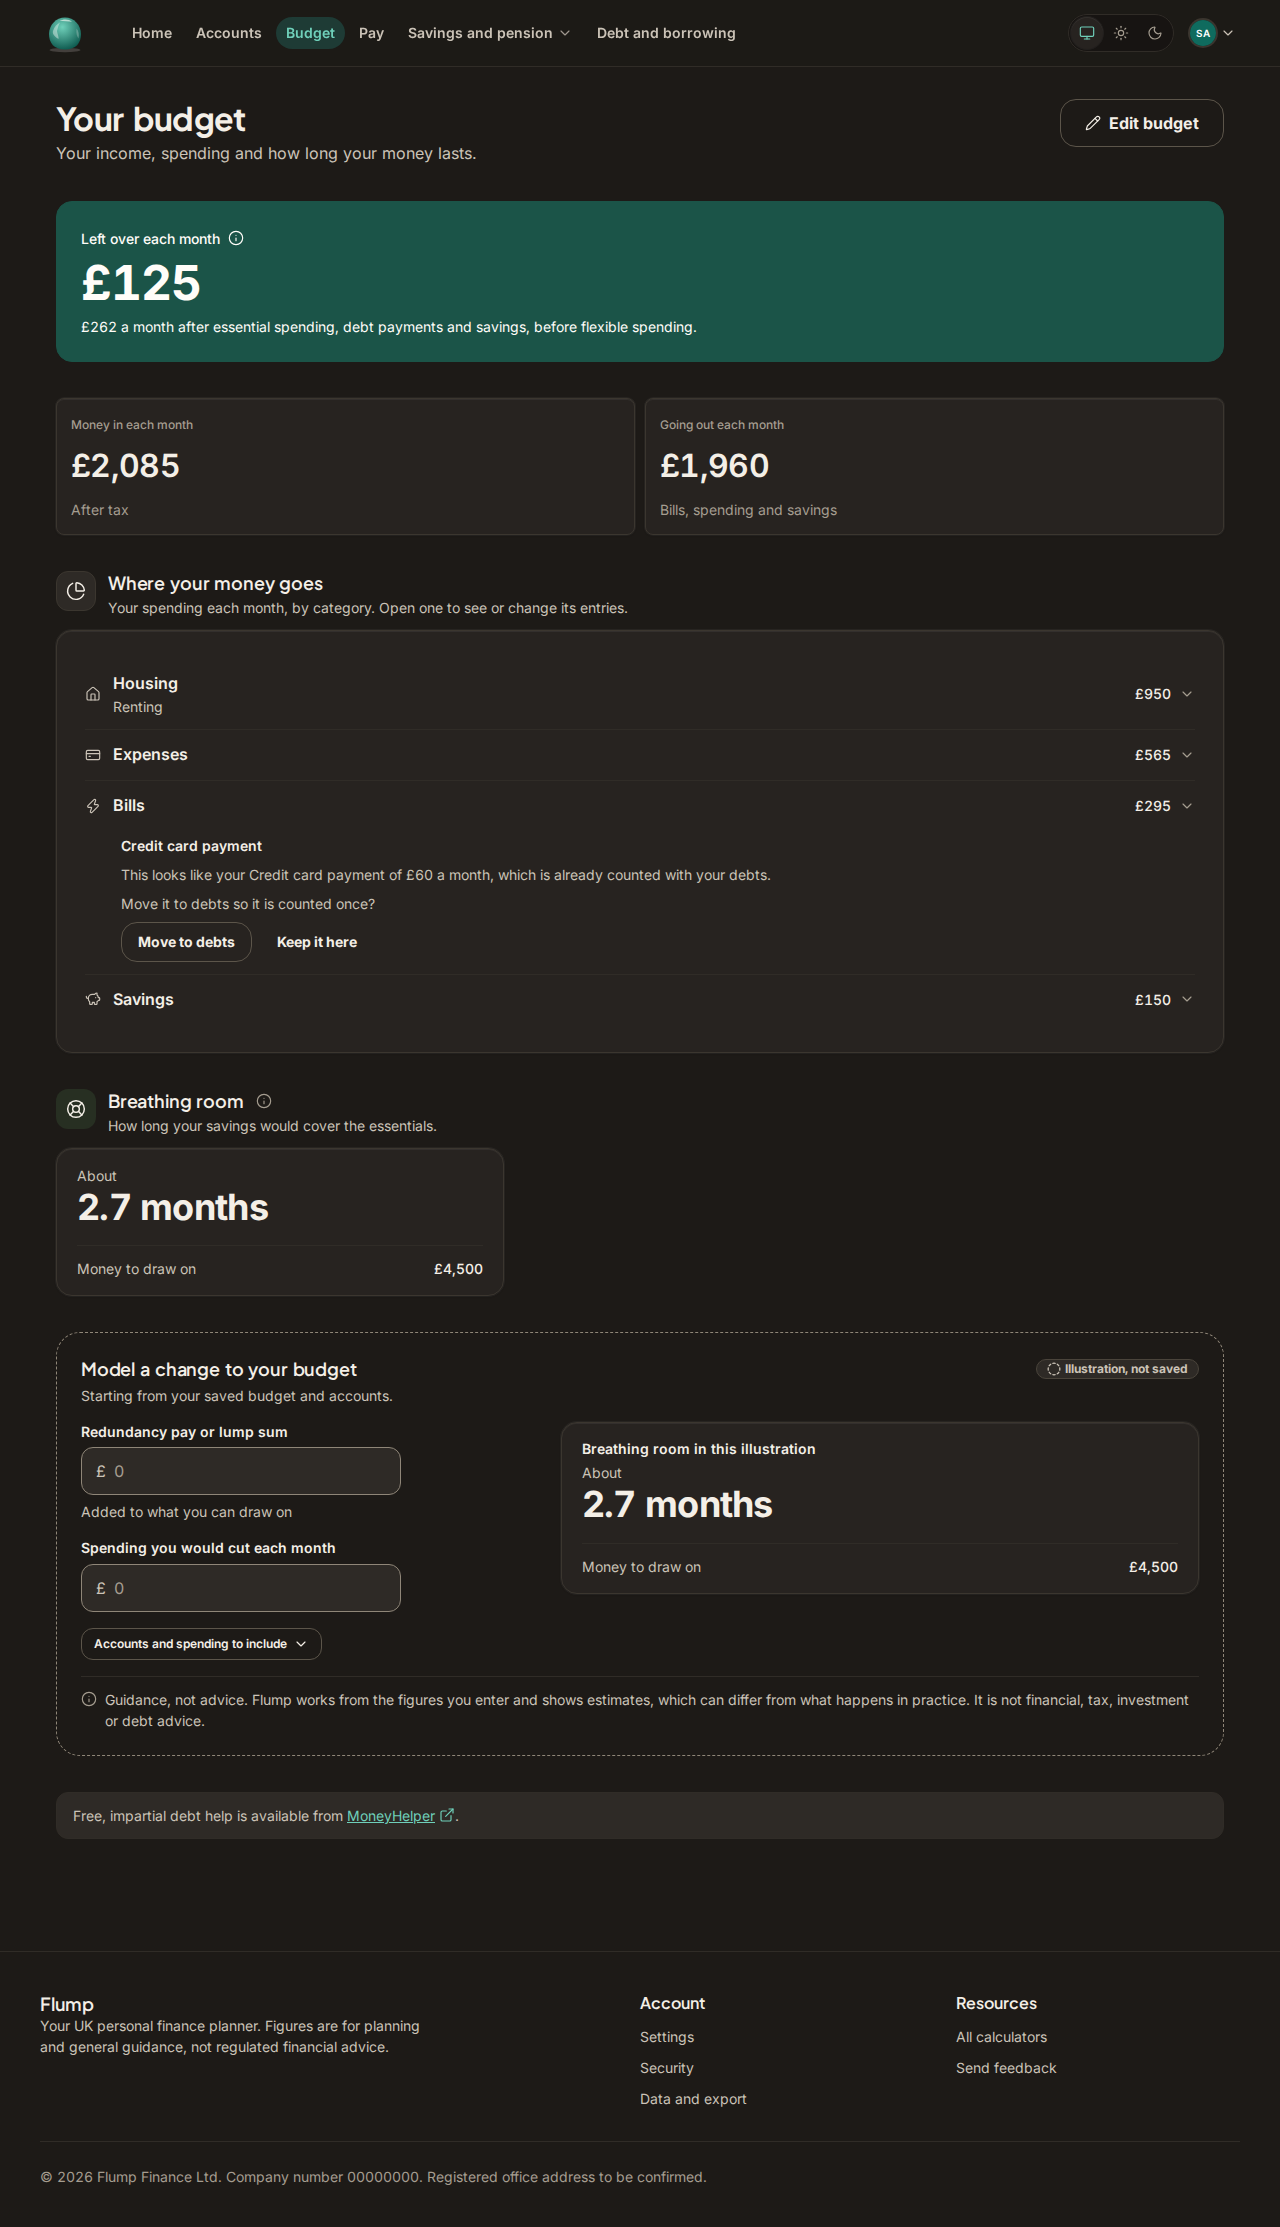 Home
Accounts
Budget
Pay
Savings and pension
Debt and borrowing
SA
Your budget
Edit budget
Your income, spending and how long your money lasts.
Left over each month
£125
£262 a month after essential spending, debt payments and savings, before flexible spending.
Money in each month
£2,085
After tax
Going out each month
£1,960
Bills, spending and savings
Where your money goes
Your spending each month, by category. Open one to see or change its entries.
Housing
Renting
£950
Expenses
£565
Bills
£295
Credit card payment
This looks like your Credit card payment of £60 a month, which is already counted with your debts.
Move it to debts so it is counted once?
Move to debts
Keep it here
Savings
£150
Breathing room
How long your savings would cover the essentials.
About
2.7 months
Money to draw on
£4,500
Model a change to your budget
Illustration, not saved
Starting from your saved budget and accounts.
Redundancy pay or lump sum
£ 0
Added to what you can draw on
Spending you would cut each month
£ 0
Accounts and spending to include
Breathing room in this illustration
About
2.7 months
Money to draw on
£4,500
Guidance, not advice. Flump works from the figures you enter and shows estimates, which can differ from what happens in practice. It is not financial, tax, investment
or debt advice.
Free, impartial debt help is available from MoneyHelper.
Flump
Your UK personal finance planner. Figures are for planning
and general guidance, not regulated financial advice.
Account
Settings
Security
Data and export
Resources
All calculators
Send feedback
© 2026 Flump Finance Ltd. Company number 00000000. Registered office address to be confirmed.